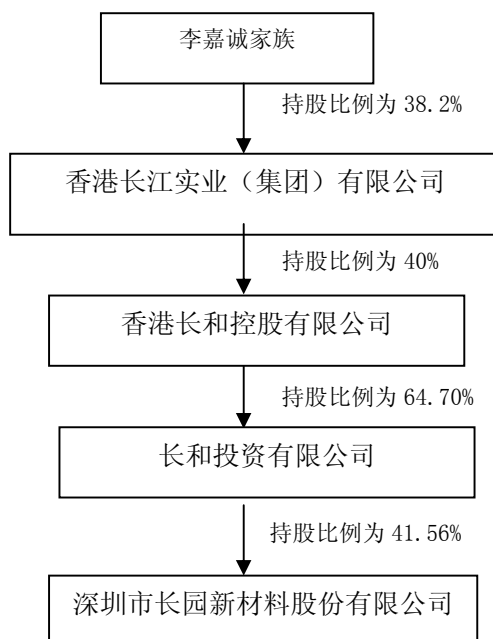 李嘉诚家族
持股比例为 38.2%
香港长江实业（集团）有限公司
持股比例为 40%
香港长和控股有限公司
持股比例为 64.70%
长和投资有限公司
持股比例为 41.56%
深圳市长园新材料股份有限公司